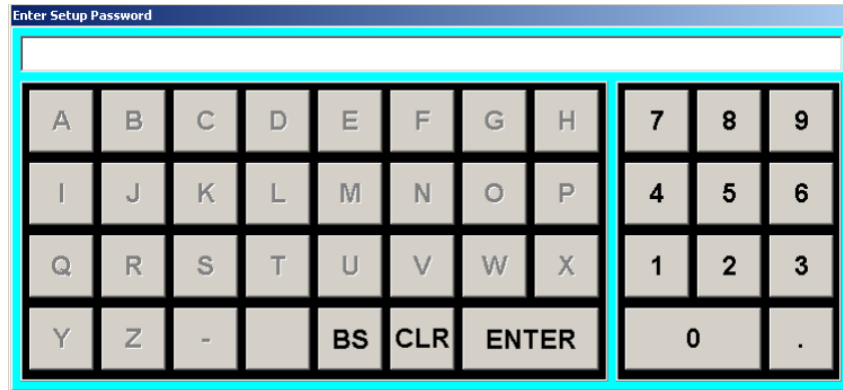 Enter Setup Password
A B C D E F G H 7 8 9
I J K L M N O P 4 5 6
Q R S T U V W X 1 2 3
Y Z - BS CLR ENTER 0 .